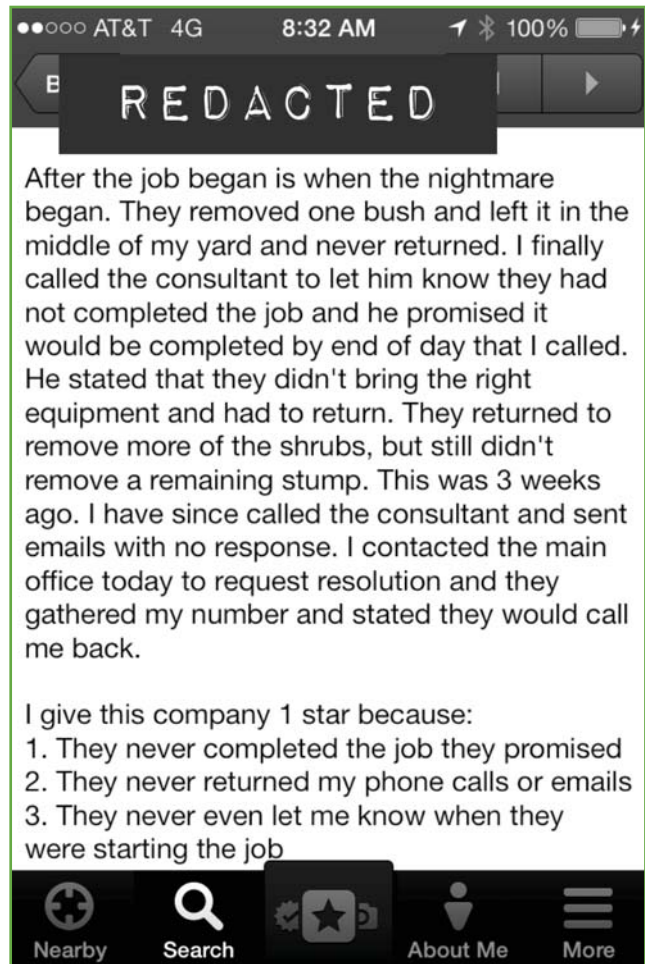 ●●○○○ AT&T 4G 8:32 AM 100%
B
REDACTED
After the job began is when the nightmare
began. They removed one bush and left it in the
middle of my yard and never returned. I finally
called the consultant to let him know they had
not completed the job and he promised it
would be completed by end of day that I called.
He stated that they didn't bring the right
equipment and had to return. They returned to
remove more of the shrubs, but still didn't
remove a remaining stump. This was 3 weeks
ago. I have since called the consultant and sent
emails with no response. I contacted the main
office today to request resolution and they
gathered my number and stated they would call
me back.
I give this company 1 star because:
1. They never completed the job they promised
2. They never returned my phone calls or emails
3. They never even let me know when they
were starting the job
Nearby Search About Me More